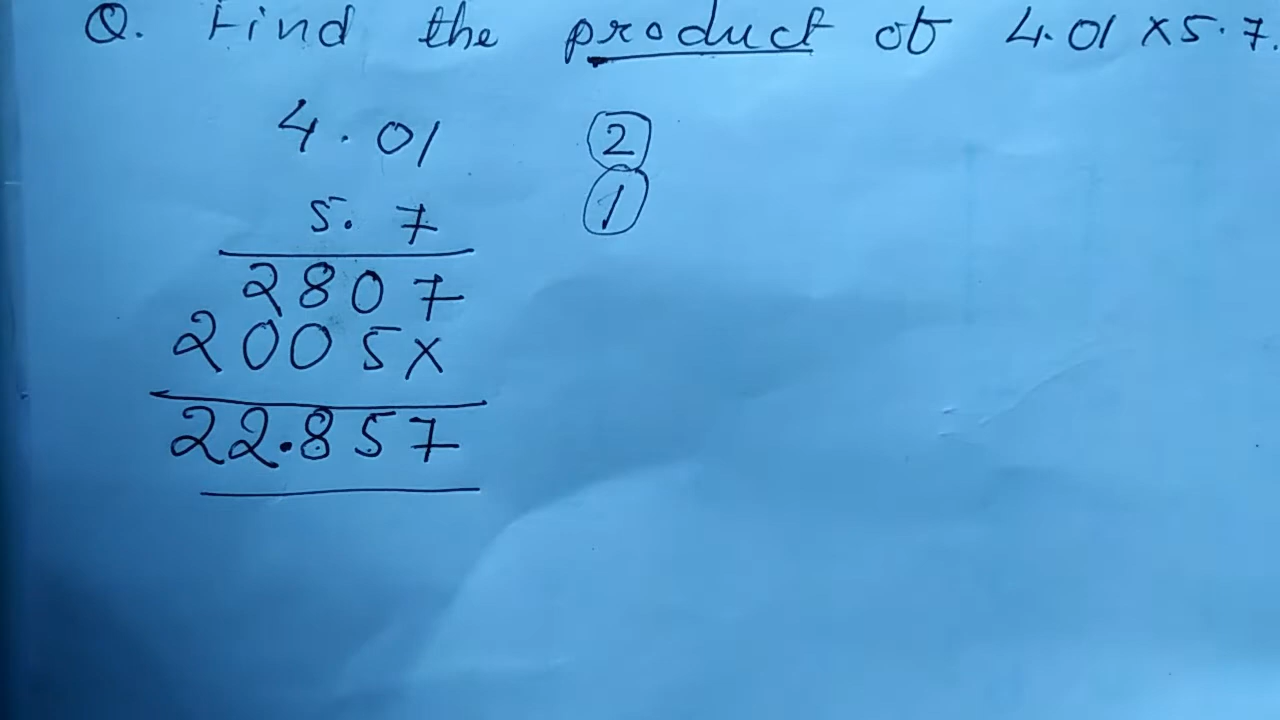 Q. Find the product of 4.01 x 5.7.
4.01 2
5.7 1
2807
2005x
22.857